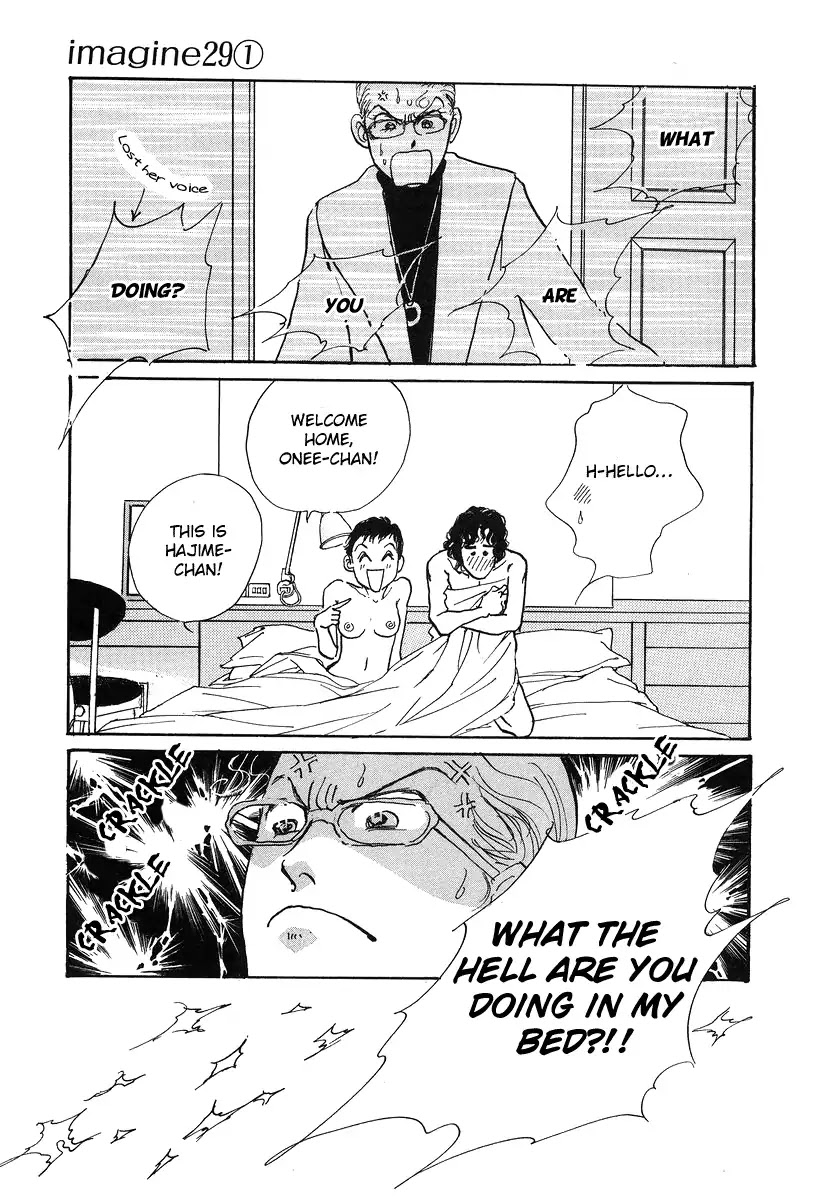 imagine29①
WHAT
ARE
YOU
DOING?
Lost her voice
H-HELLO...
WELCOME
HOME,
ONEE-CHAN!
THIS IS
HAJIME-
CHAN!
CRACKLE
CRACKLE
CRACKLE
WHAT THE
HELL ARE YOU
DOING IN MY
BED?!!